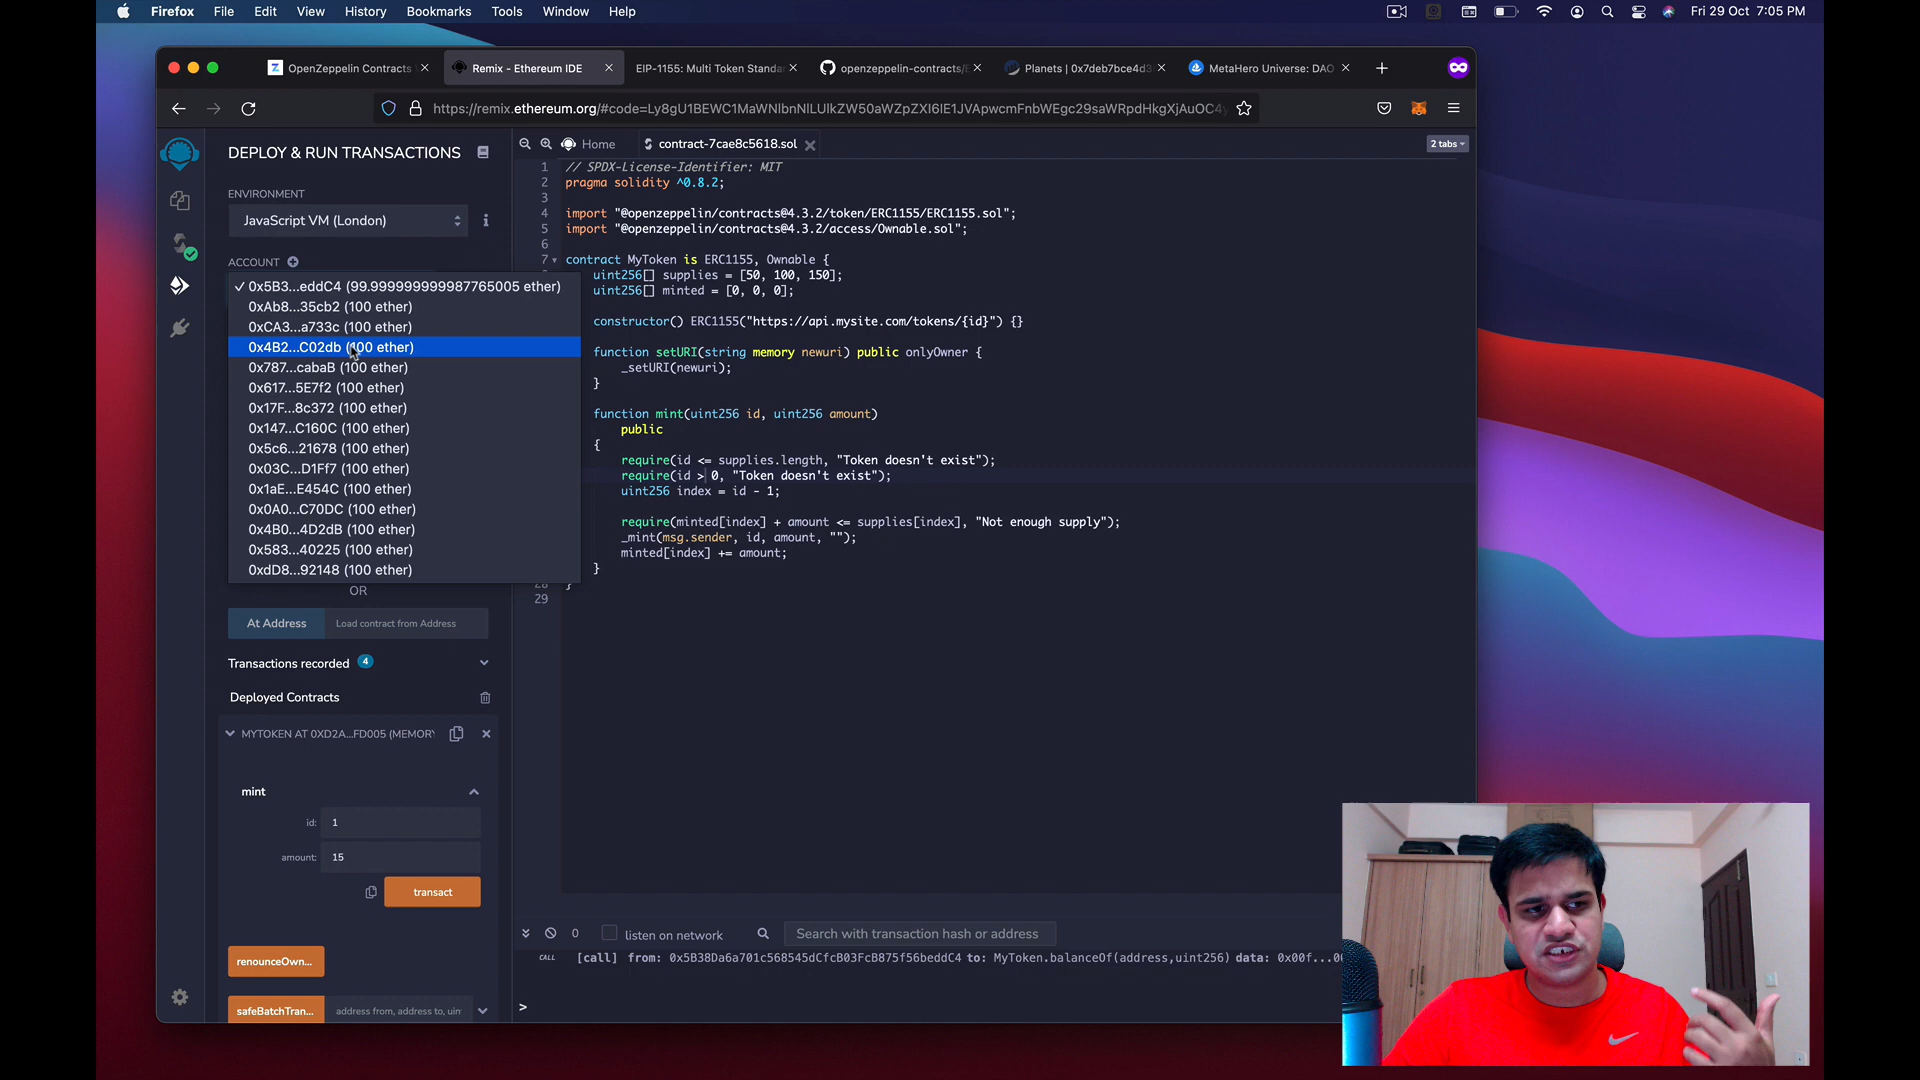 Firefox File Edit View History Bookmarks Tools Window Help
Fri 29 Oct 7:05 PM
OpenZeppelin Contracts
Remix - Ethereum IDE
EIP-1155: Multi Token Standa
openzeppelin-contracts/
Planets | 0x7deb7bce4d3
MetaHero Universe: DAO
https://remix.ethereum.org/#code=Ly8gU1BEWC1MaWNlbnNlLUlkZW50aWZpZXI6IE1JVApwcmFnbWEgc29saWRpdHkgXjAuOC4y
DEPLOY & RUN TRANSACTIONS
ENVIRONMENT
JavaScript VM (London)
ACCOUNT
✓ 0x5B3...eddC4 (99.999999999987765005 ether)
0xAb8...35cb2 (100 ether)
0xCA3...a733c (100 ether)
0x4B2...C02db (100 ether)
0x787...cabaB (100 ether)
0x617...5E7f2 (100 ether)
0x17F...8c372 (100 ether)
0x147...C160C (100 ether)
0x5c6...21678 (100 ether)
0x03C...D1Ff7 (100 ether)
0x1aE...E454C (100 ether)
0x0A0...C70DC (100 ether)
0x4B0...4D2dB (100 ether)
0x583...40225 (100 ether)
0xdD8...92148 (100 ether)
OR
At Address
Load contract from Address
Transactions recorded 4
Deployed Contracts
MYTOKEN AT 0XD2A...FD005 (MEMORY
mint
id: 1
amount: 15
transact
renounceOwn...
safeBatchTran...
address from, address to, uin
Home
contract-7cae8c5618.sol
2 tabs
1 // SPDX-License-Identifier: MIT
2 pragma solidity ^0.8.2;
3
4 import "@openzeppelin/contracts@4.3.2/token/ERC1155/ERC1155.sol";
5 import "@openzeppelin/contracts@4.3.2/access/Ownable.sol";
6
7 contract MyToken is ERC1155, Ownable {
uint256[] supplies = [50, 100, 150];
uint256[] minted = [0, 0, 0];
constructor() ERC1155("https://api.mysite.com/tokens/{id}") {}
function setURI(string memory newuri) public onlyOwner {
_setURI(newuri);
}
function mint(uint256 id, uint256 amount)
public
{
require(id <= supplies.length, "Token doesn't exist");
require(id > 0, "Token doesn't exist");
uint256 index = id - 1;
require(minted[index] + amount <= supplies[index], "Not enough supply");
_mint(msg.sender, id, amount, "");
minted[index] += amount;
}
28 }
29
0
listen on network
Search with transaction hash or address
CALL [call] from: 0x5B38Da6a701c568545dCfcB03FcB875f56beddC4 to: MyToken.balanceOf(address,uint256) data: 0x00f...00
>